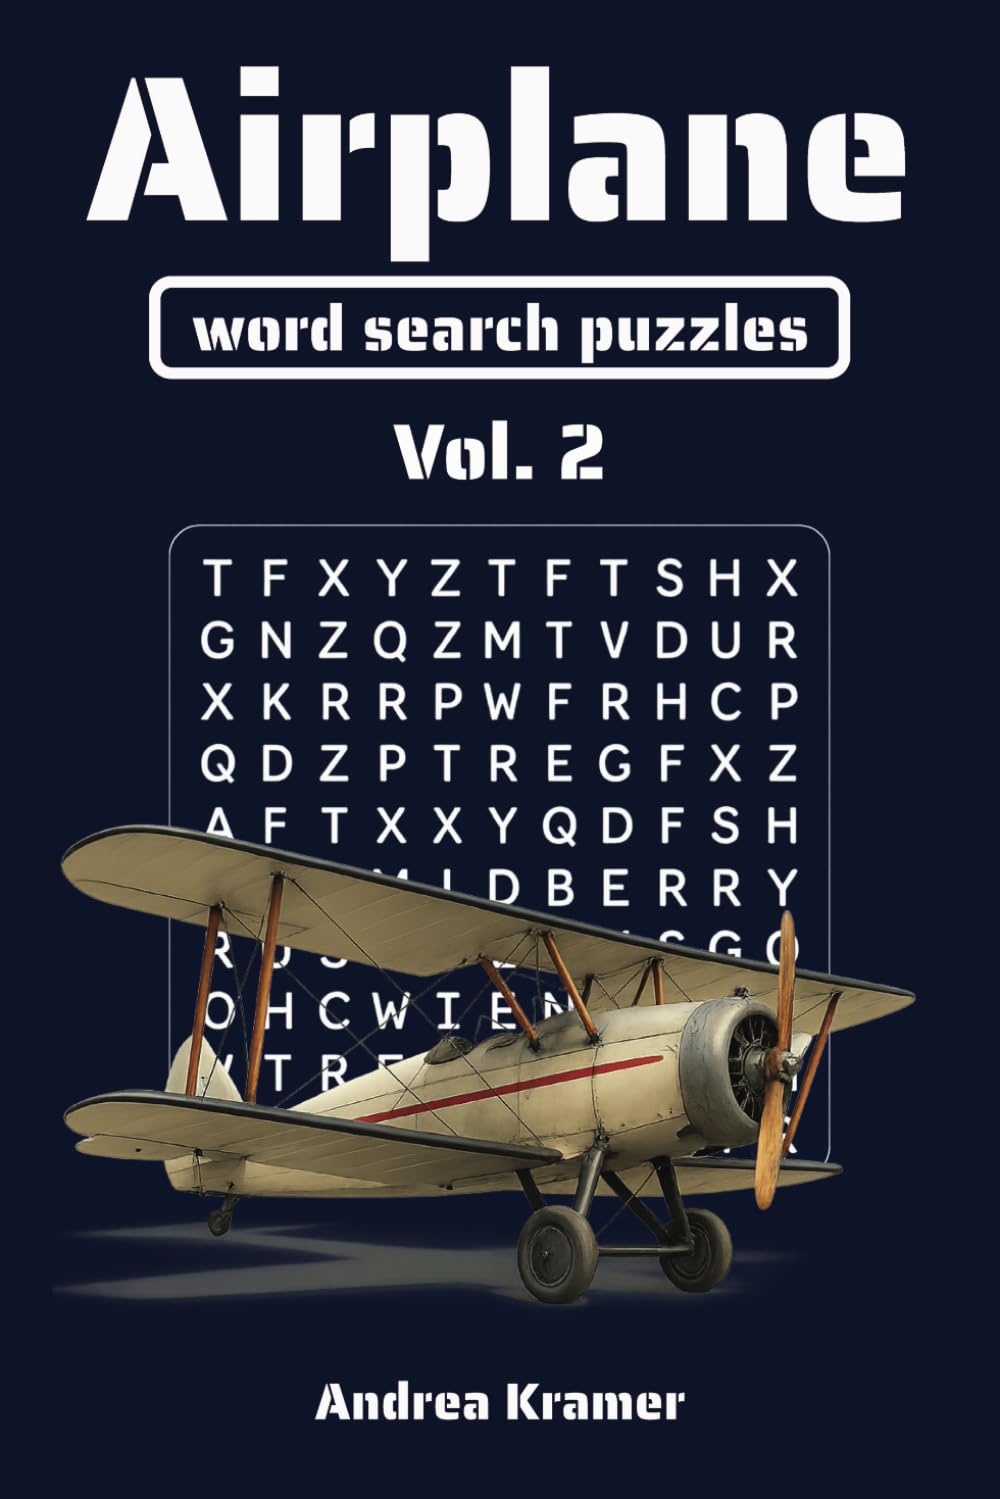 Airplane
word search puzzles
Vol. 2
T F X Y Z T F T S H X
G N Z Q Z M T V D U R
X K R R P W F R H C P
Q D Z P T R E G F X Z
A F T X X Y Q D F S H
D B E R R Y
S G O
O H C W I E N
T R
Andrea Kramer